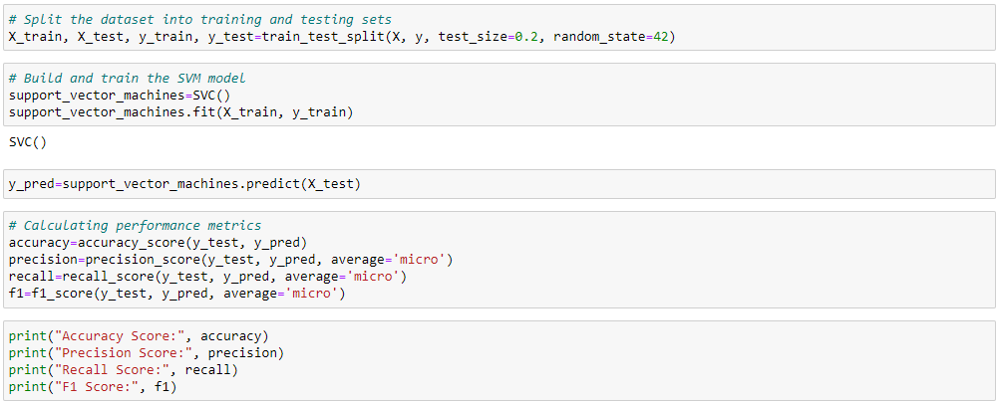 # Split the dataset into training and testing sets
X_train, X_test, y_train, y_test=train_test_split(X, y, test_size=0.2, random_state=42)
# Build and train the SVM model
support_vector_machines=SVC()
support_vector_machines.fit(X_train, y_train)
SVC()
y_pred=support_vector_machines.predict(X_test)
# Calculating performance metrics
accuracy=accuracy_score(y_test, y_pred)
precision=precision_score(y_test, y_pred, average='micro')
recall=recall_score(y_test, y_pred, average='micro')
f1=f1_score(y_test, y_pred, average='micro')
print("Accuracy Score:", accuracy)
print("Precision Score:", precision)
print("Recall Score:", recall)
print("F1 Score:", f1)